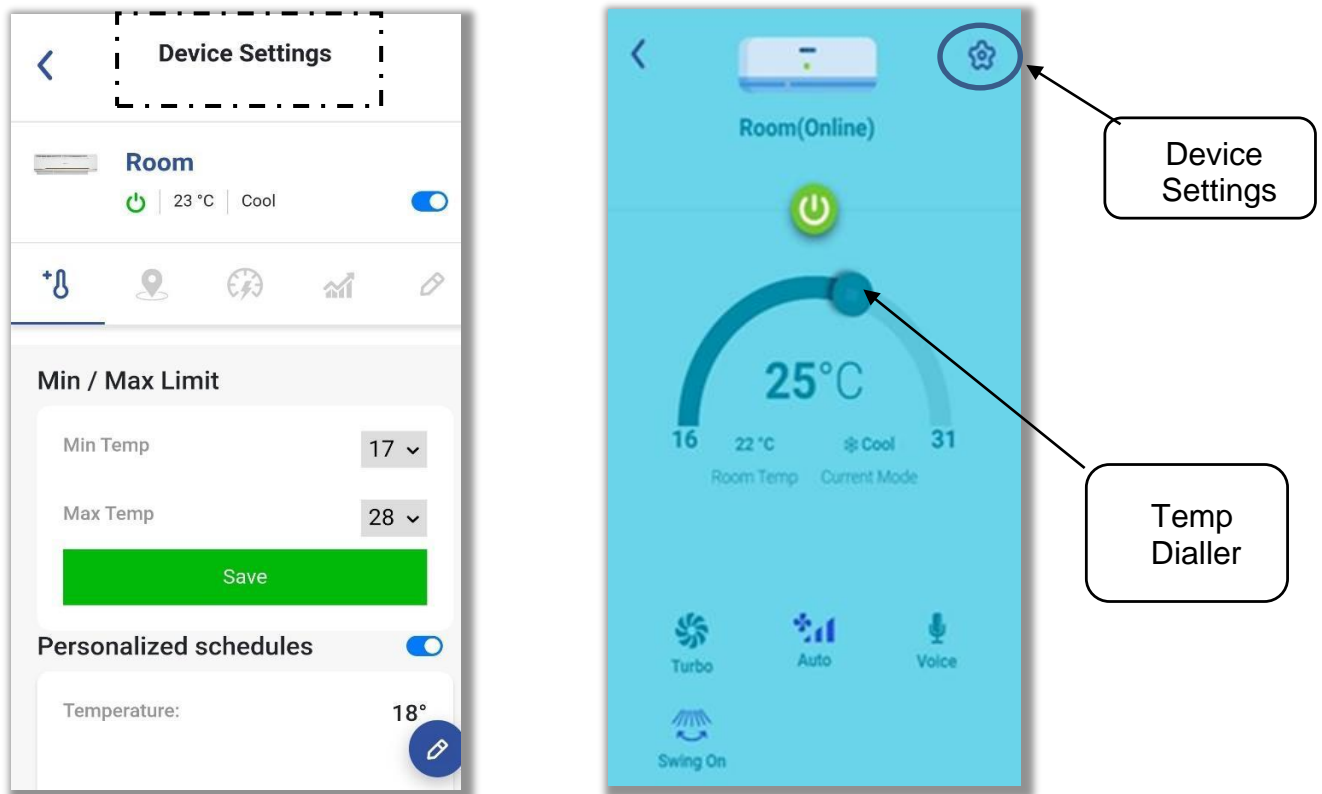 Device Settings
Room
23 °C | Cool
Min / Max Limit
Min Temp 17
Max Temp 28
Save
Personalized schedules
Temperature: 18°
Room(Online)
25°C
16 22 °C Cool 31
Room Temp Current Mode
Turbo Auto Voice
Swing On
Device
Settings
Temp
Dialler